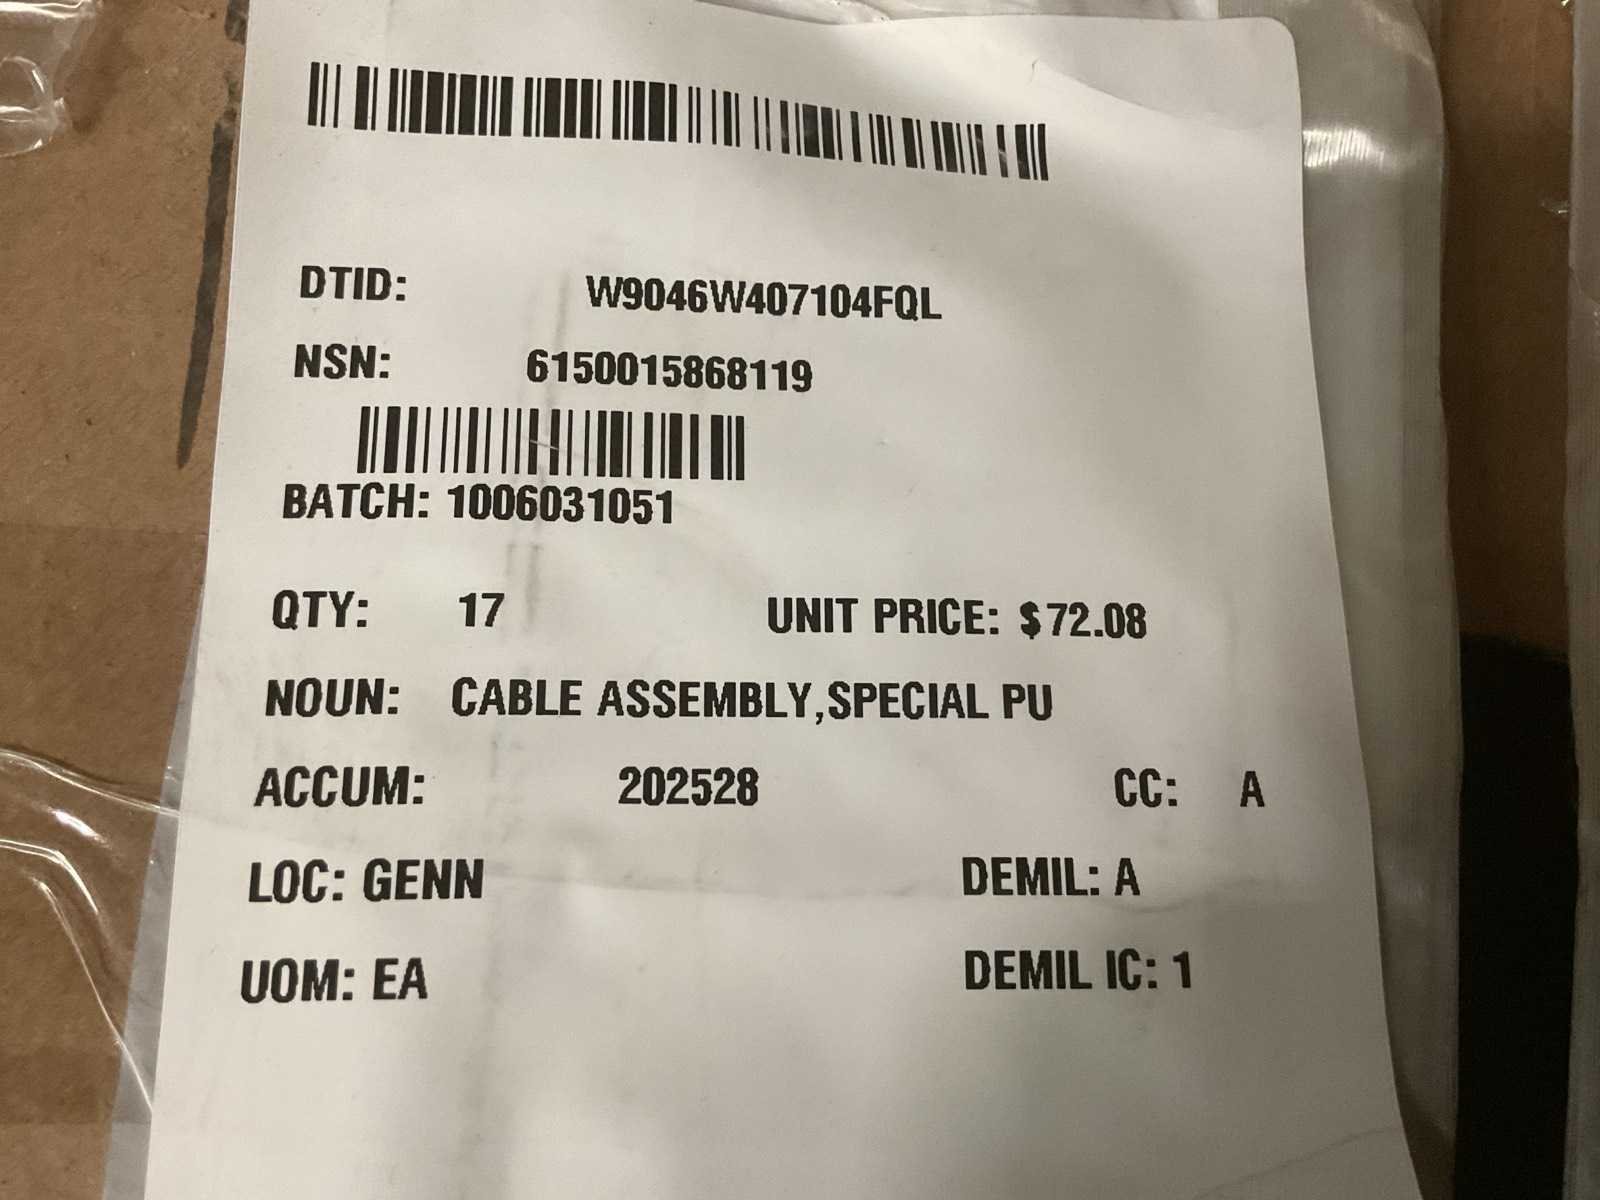 DTID: W9046W407104FQL
NSN: 6150015868119
BATCH: 1006031051
QTY: 17 UNIT PRICE: $72.08
NOUN: CABLE ASSEMBLY,SPECIAL PU
ACCUM: 202528 CC: A
LOC: GENN DEMIL: A
UOM: EA DEMIL IC: 1